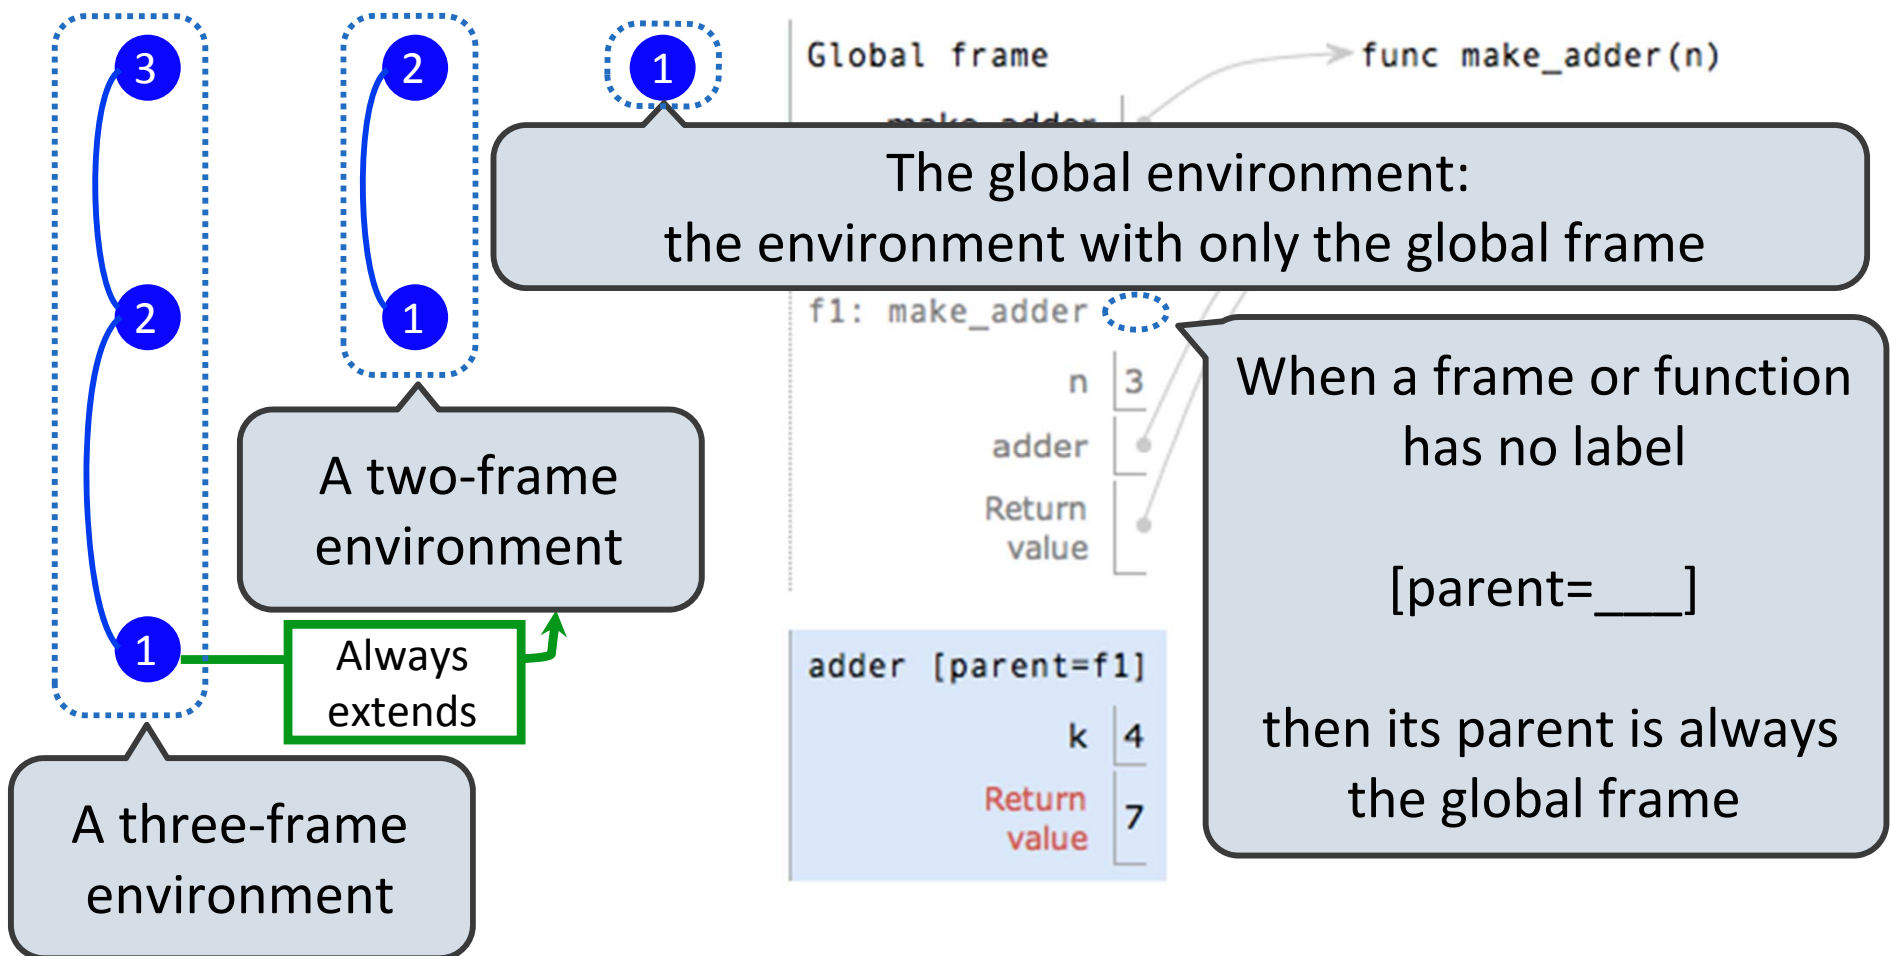 3
2
1
2
1
1
Global frame
func make_adder(n)
make_adder
The global environment:
the environment with only the global frame
f1: make_adder
n 3
adder
Return
value
When a frame or function
has no label
[parent=___]
then its parent is always
the global frame
A two-frame
environment
Always
extends
adder [parent=f1]
k 4
Return
value 7
A three-frame
environment